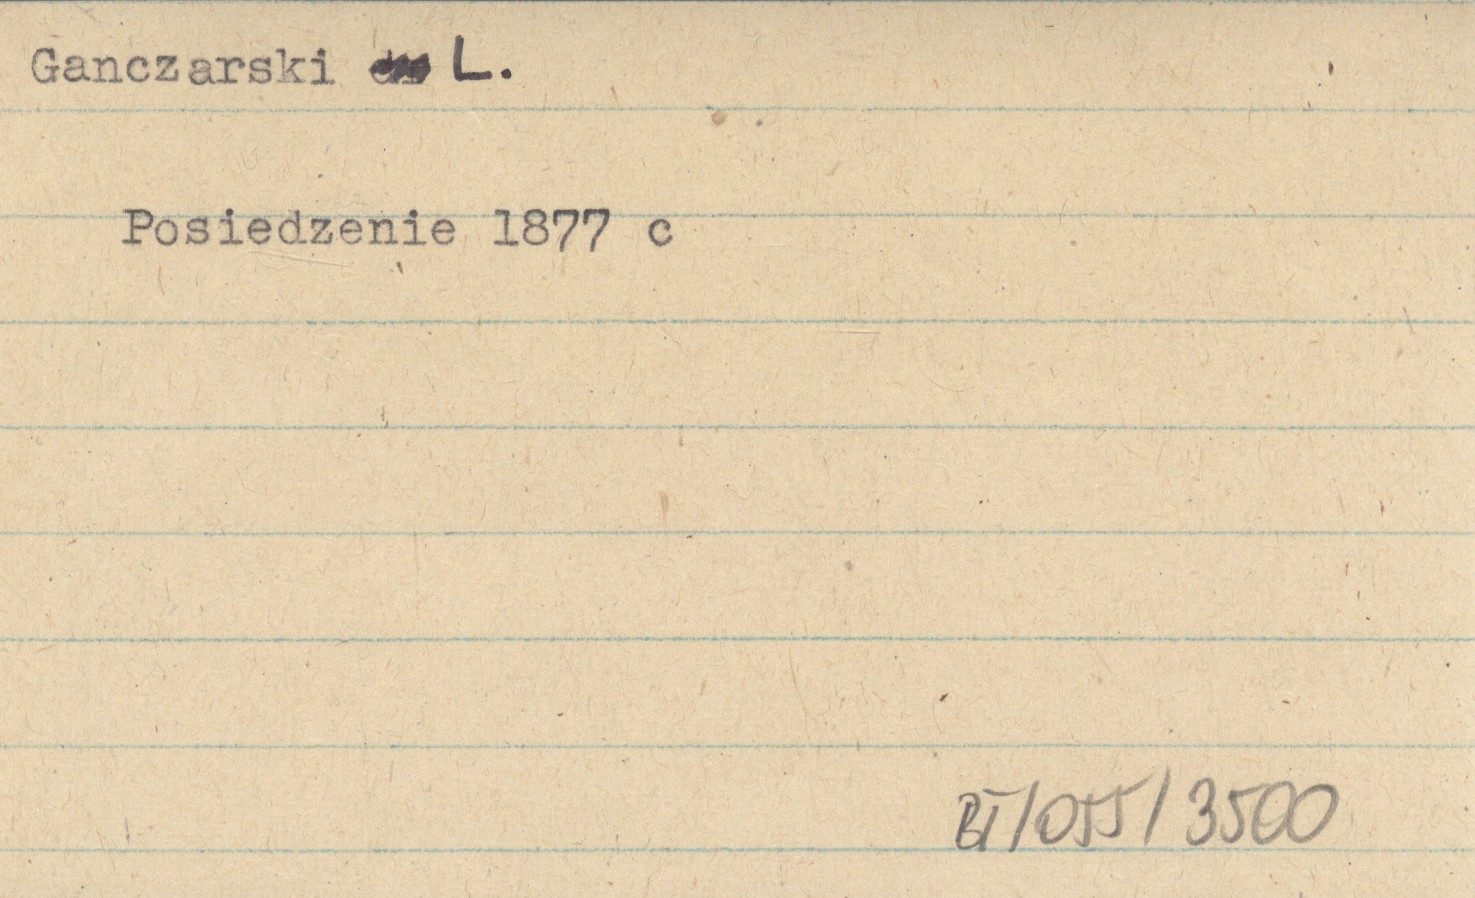 Ganczarski L.
Posiedzenie 1877 c
BI/055/3500